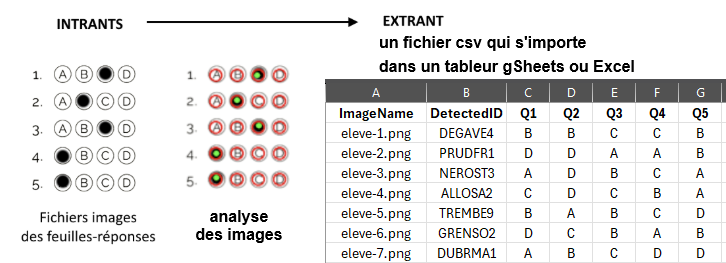 INTRANTS
EXTRANT
un fichier csv qui s'importe
dans un tableur gSheets ou Excel
1. A B D
2. A C D
3. A B D
4. B C D
5. B C D
Fichiers images
des feuilles-réponses
1. A B D
2. A C D
3. A B D
4. B C D
5. B C D
analyse
des images
A B C D E F G
ImageName DetectedID Q1 Q2 Q3 Q4 Q5
eleve-1.png DEGAVE4 B B C C B
eleve-2.png PRUDFR1 D D A A B
eleve-3.png NEROST3 A D B C A
eleve-4.png ALLOSA2 C D C B A
eleve-5.png TREMBE9 B A B C D
eleve-6.png GRENSO2 D C B A B
eleve-7.png DUBRMA1 A B C D D